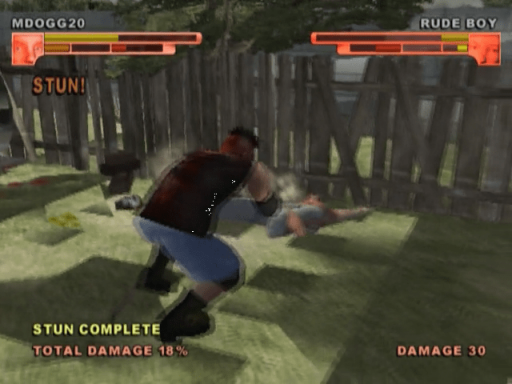 MDOGG20
RUDE BOY
STUN!
STUN COMPLETE
TOTAL DAMAGE 18%
DAMAGE 30